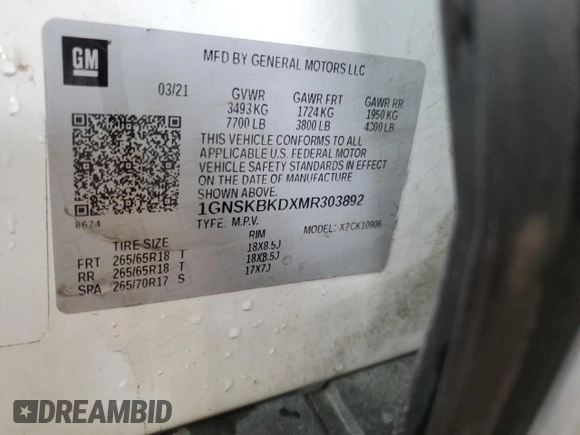 GM
MFD BY GENERAL MOTORS LLC
03/21 GVWR GAWR FRT GAWR RR
3493 KG 1724 KG 1950 KG
7700 LB 3800 LB 4300 LB
THIS VEHICLE CONFORMS TO ALL
APPLICABLE U.S. FEDERAL MOTOR
VEHICLE SAFETY STANDARDS IN EFFECT
ON THE DATE OF MANUFACTURE
SHOWN ABOVE.
1GNSKBKDXMR303892
8624
TYPE: M.P.V. MODEL: X2CK10906
TIRE SIZE RIM
FRT 265/65R18 T 18X8.5J
RR 265/65R18 T 18X8.5J
SPA 265/70R17 S 17X7J
DREAMBID